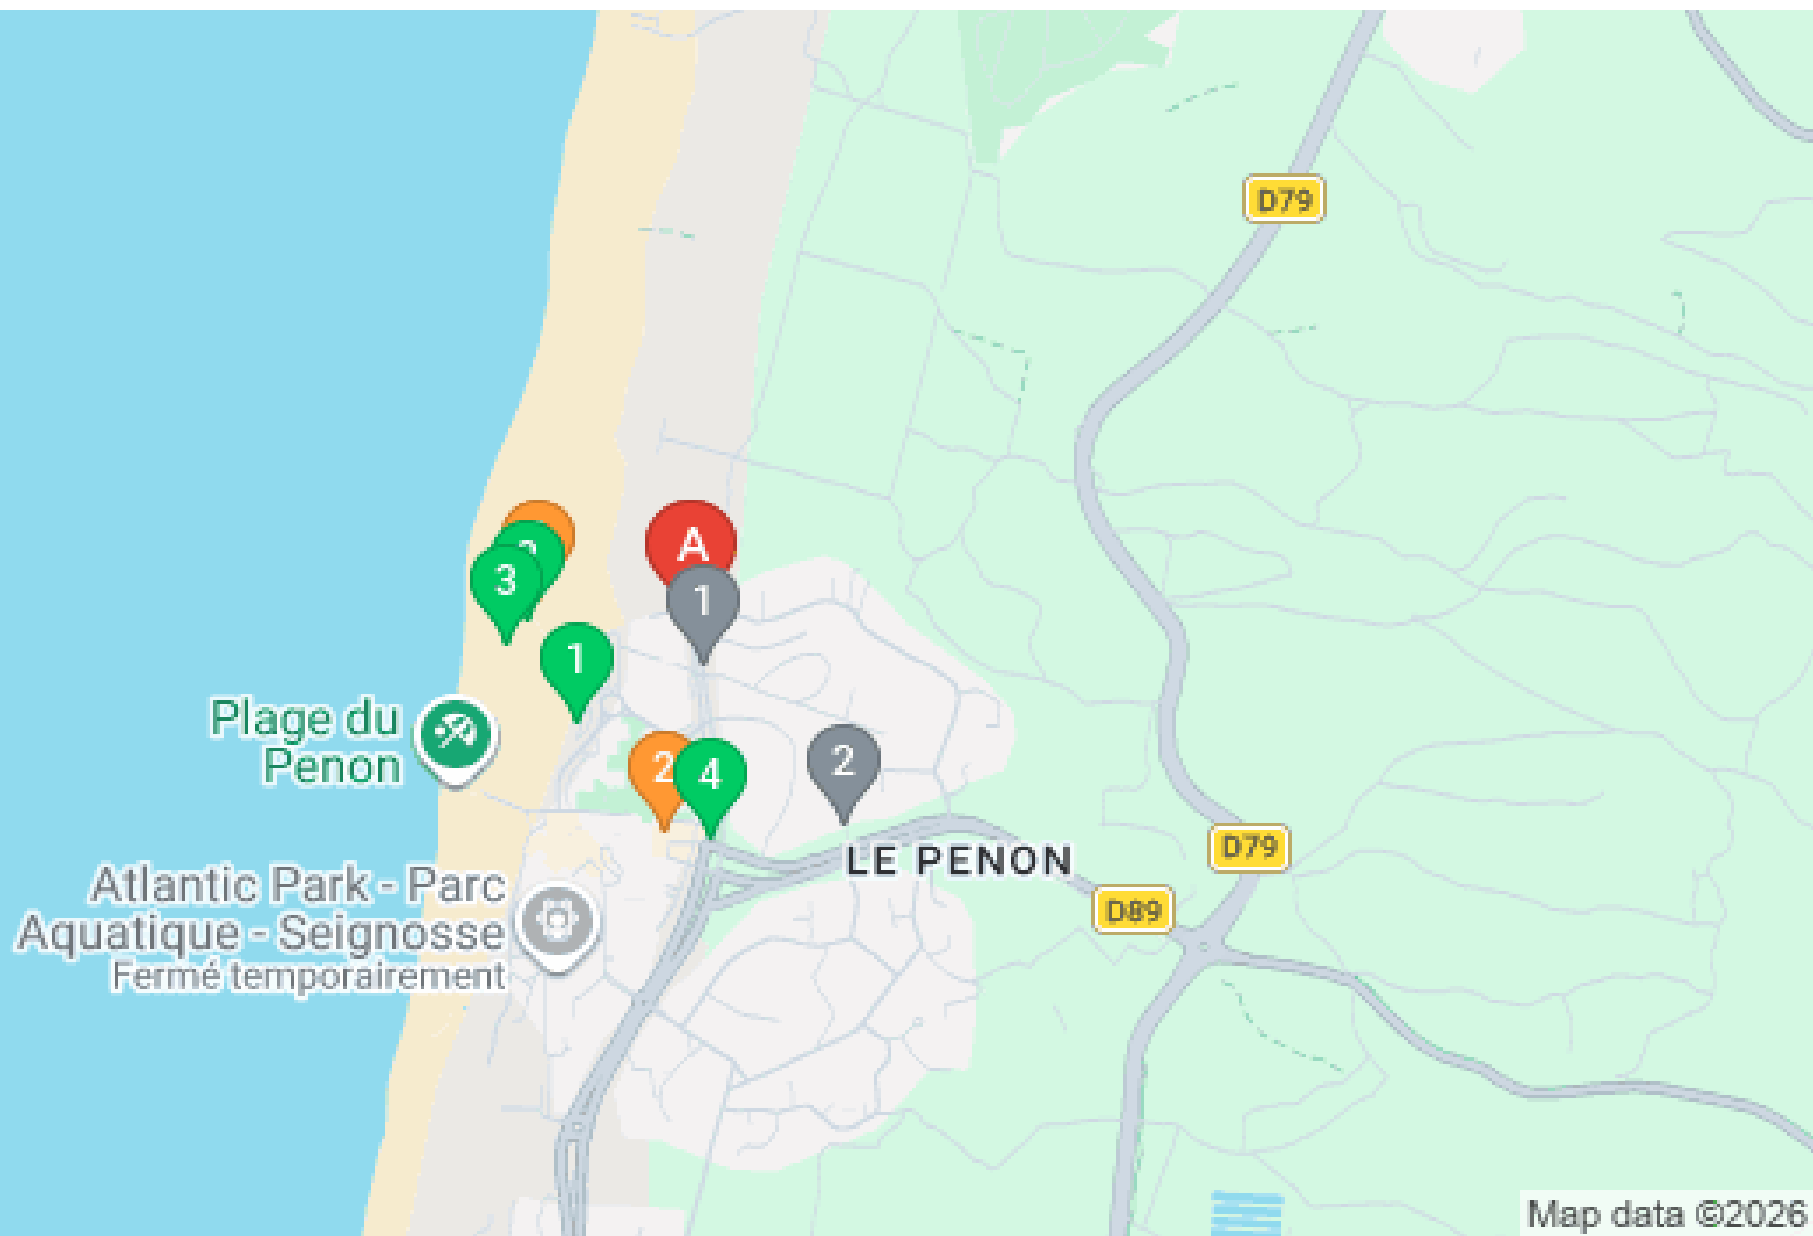 D79
A
3
1
1
Plage du
Penon
2
4
2
D79
LE PENON
D89
Atlantic Park - Parc
Aquatique - Seignosse
Fermé temporairement
Map data ©2026